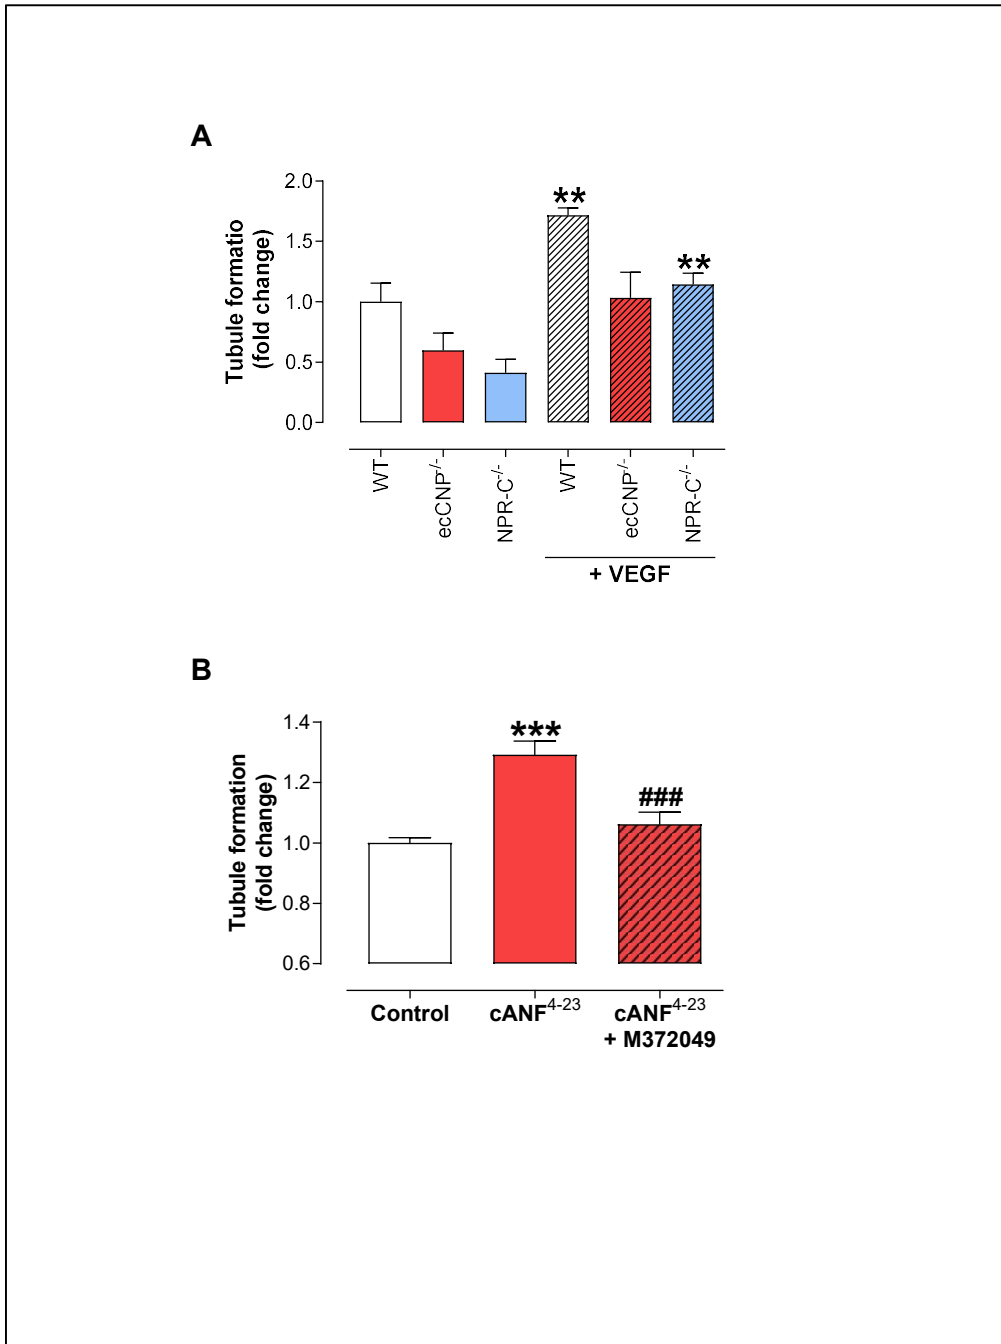 A
Tubule formatio
(fold change)
2.0
1.5
1.0
0.5
0.0
**
**
WT
ecCNP-/-
NPR-C-/-
WT
ecCNP-/-
NPR-C-/-
+ VEGF
B
Tubule formation
(fold change)
1.4
1.2
1.0
0.8
0.6
***
###
Control
cANF4-23
cANF4-23
+ M372049